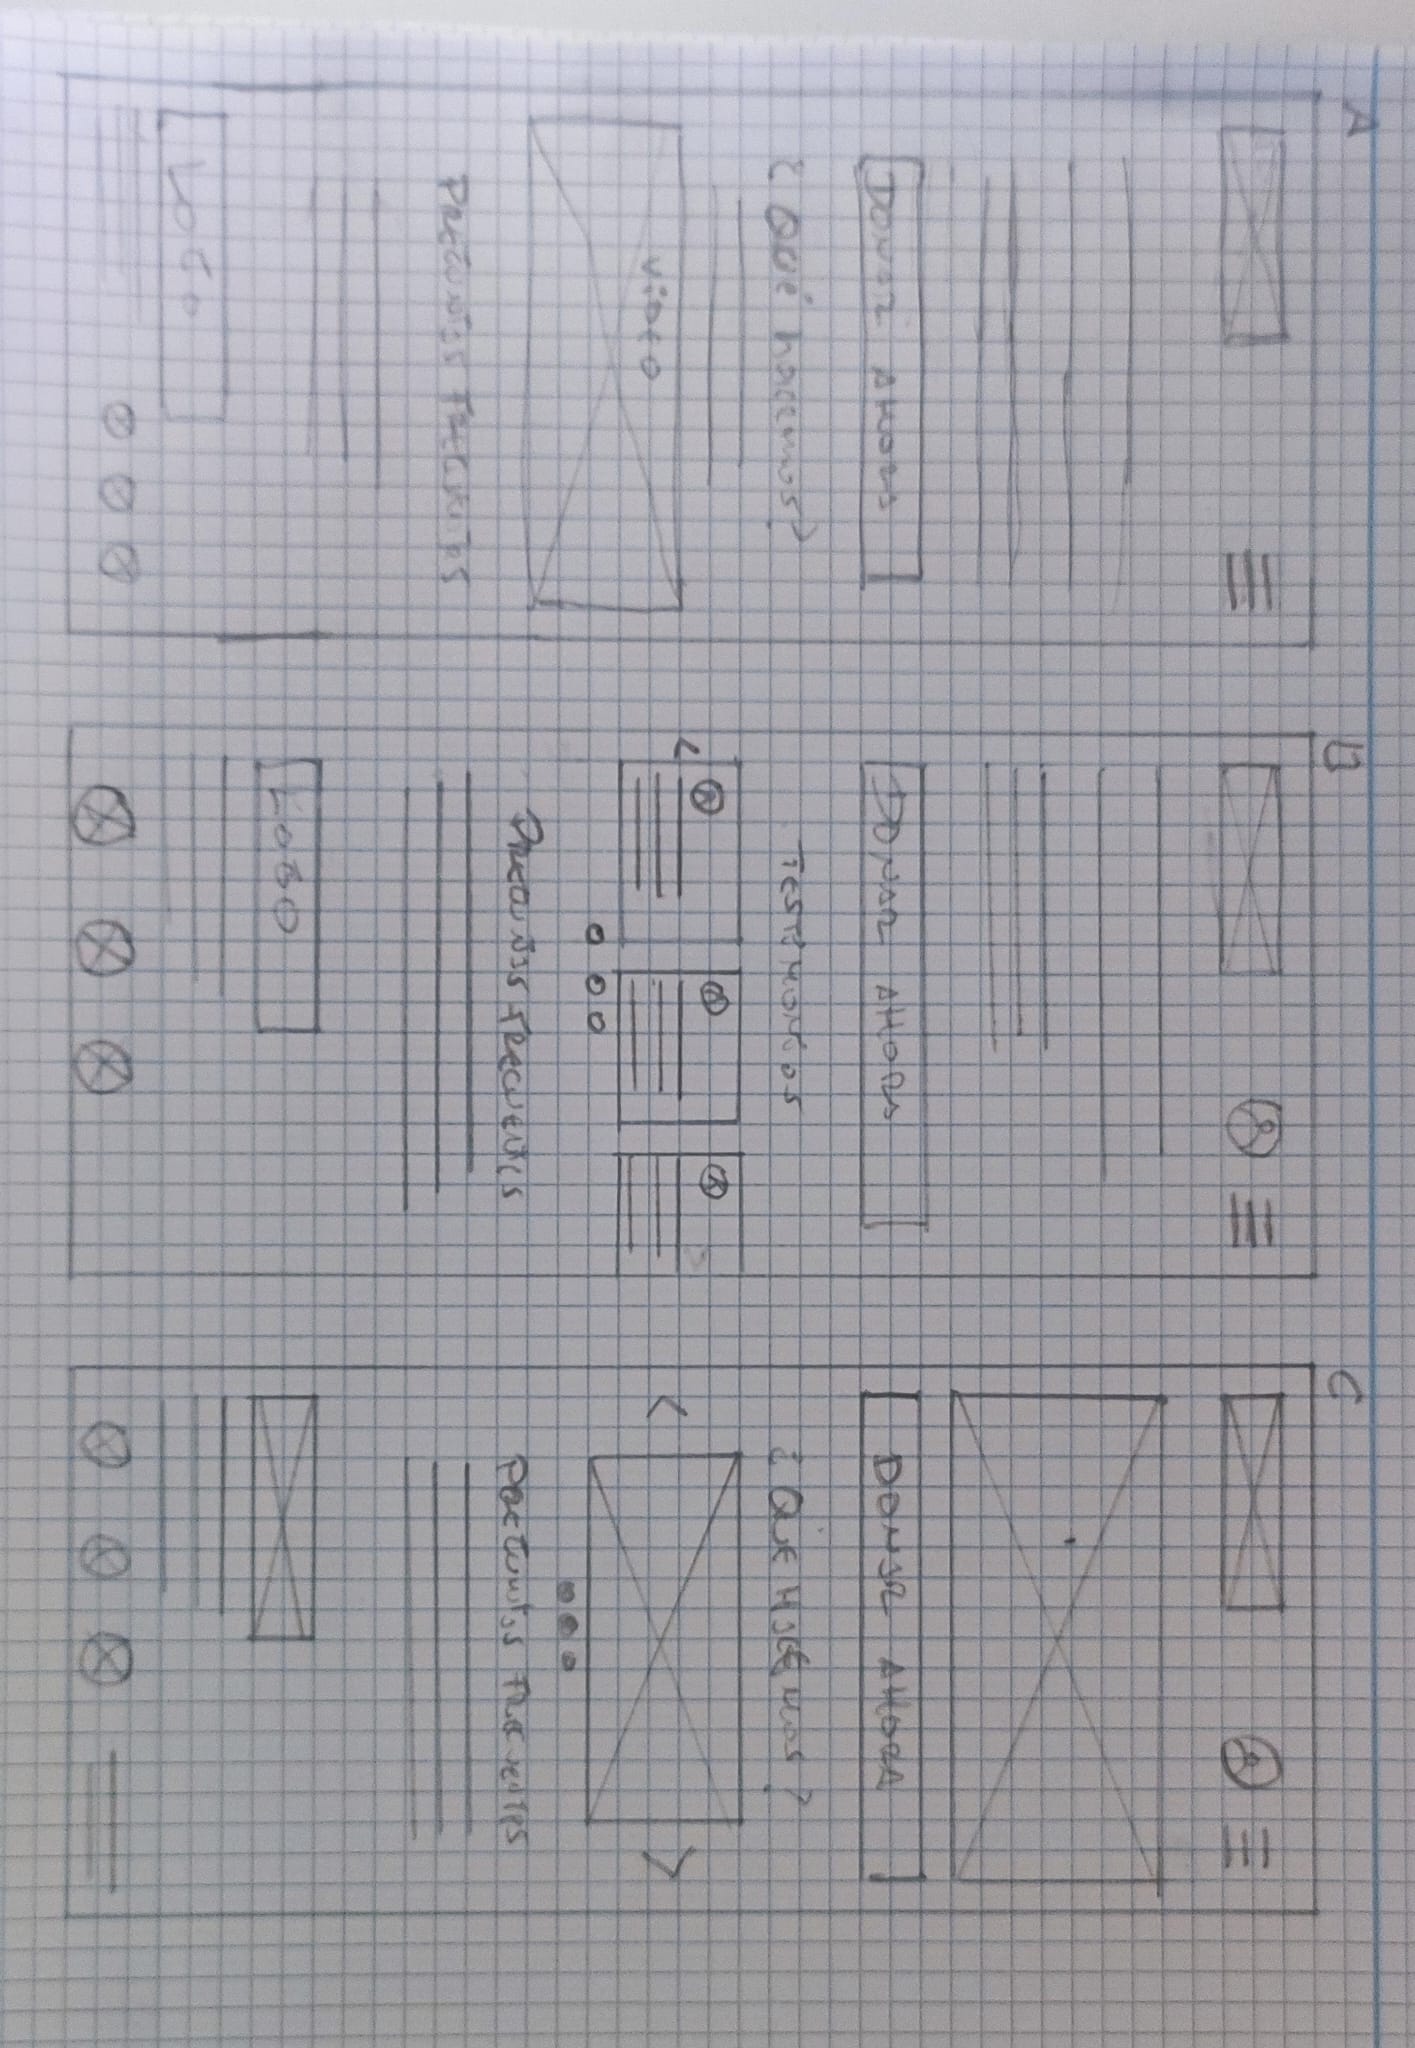 A
DONAR AHORA
¿Qué hacemos?
VIDEO
PREGUNTAS FRECUENTES
LOGO
B
DONAR AHORA
TESTIMONIOS
PREGUNTAS FRECUENTES
LOGO
C
DONAR AHORA
¿QUE HACEMOS?
PREGUNTAS FRECUENTES